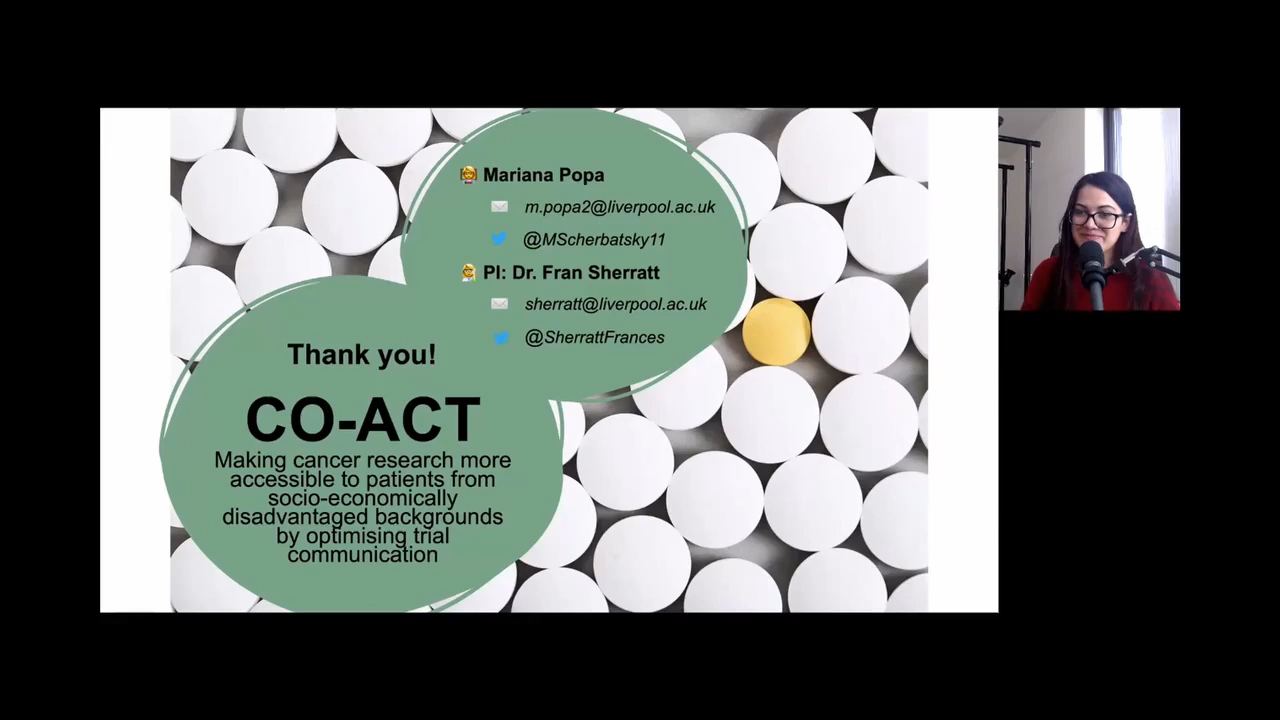 Mariana Popa
m.popa2@liverpool.ac.uk
@MScherbatsky11
PI: Dr. Fran Sherratt
sherratt@liverpool.ac.uk
@SherrattFrances
Thank you!
CO-ACT
Making cancer research more
accessible to patients from
socio-economically
disadvantaged backgrounds
by optimising trial
communication